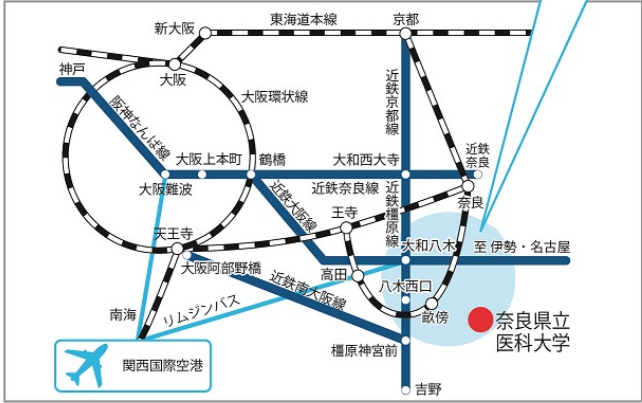 東海道本線
京都
新大阪
神戸
大阪
大阪環状線
近鉄京都線
阪神なんば線
大阪上本町
鶴橋
大和西大寺
近鉄
奈良
大阪難波
近鉄奈良線
近鉄大阪線
近鉄橿原線
奈良
王寺
天王寺
大和八木
至 伊勢・名古屋
大阪阿部野橋
高田
八木西口
近鉄南大阪線
南海
リムジンバス
畝傍
奈良県立
医科大学
橿原神宮前
関西国際空港
吉野